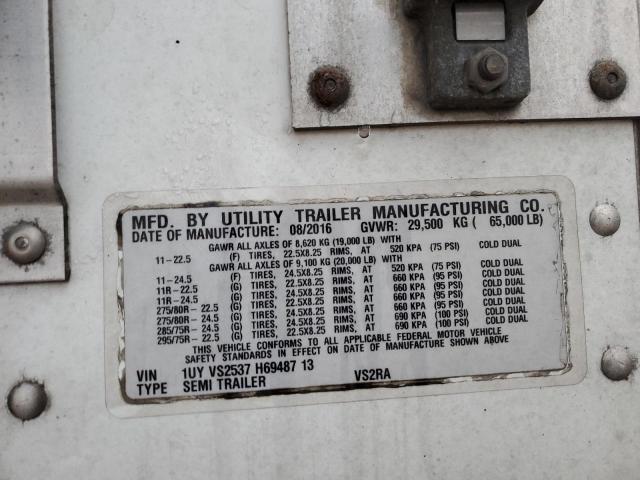 MFD. BY UTILITY TRAILER MANUFACTURING CO.
DATE OF MANUFACTURE: 08/2016 GVWR: 29,500 KG ( 65,000 LB)
GAWR ALL AXLES OF 8,620 KG (19,000 LB) WITH
11-22.5 (F) TIRES, 22.5X8.25 RIMS, AT 520 KPA (75 PSI) COLD DUAL
GAWR ALL AXLES OF 9,100 KG (20,000 LB) WITH
11-24.5 (F) TIRES, 24.5X8.25 RIMS, AT 520 KPA (75 PSI) COLD DUAL
11R-22.5 (G) TIRES, 22.5X8.25 RIMS, AT 660 KPA (95 PSI) COLD DUAL
11R-24.5 (G) TIRES, 24.5X8.25 RIMS, AT 660 KPA (95 PSI) COLD DUAL
275/80R-22.5 (G) TIRES, 22.5X8.25 RIMS, AT 660 KPA (95 PSI) COLD DUAL
275/80R-24.5 (G) TIRES, 24.5X8.25 RIMS, AT 660 KPA (95 PSI) COLD DUAL
285/75R-24.5 (G) TIRES, 24.5X8.25 RIMS, AT 690 KPA (100 PSI) COLD DUAL
295/75R-22.5 (G) TIRES, 22.5X8.25 RIMS, AT 690 KPA (100 PSI) COLD DUAL
THIS VEHICLE CONFORMS TO ALL APPLICABLE FEDERAL MOTOR VEHICLE
SAFETY STANDARDS IN EFFECT ON DATE OF MANUFACTURE SHOWN ABOVE
VIN 1UY VS2537 H69487 13
TYPE SEMI TRAILER VS2RA